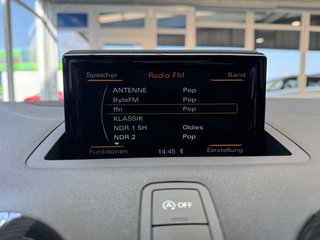 Speicher Radio FM Band
ANTENNE Pop
ByteFM Pop
ffn Pop
KLASSIK
NDR 1 SH Oldies
NDR 2 Pop
Funktionen 14:45 Einstellung
OFF